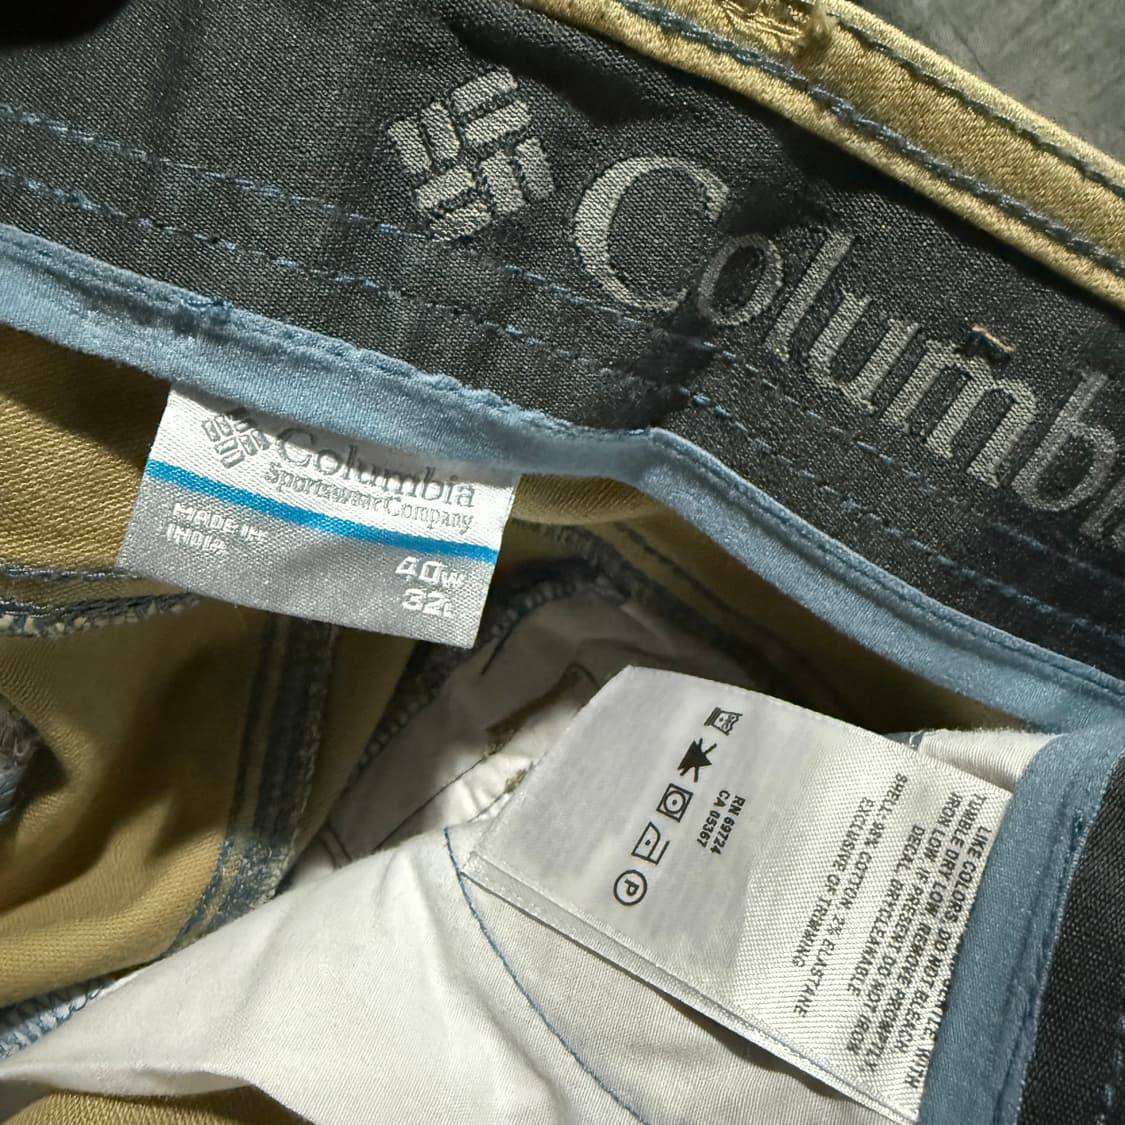 Columbi
Columbia
Sportswear Company
MADE IN
INDIA
40W
32L
WITH
LIKE COLORS. DO NOT BLEACH.
TUMBLE DRY LOW. REMOVE PROMPTLY.
IRON LOW. IF PRESENT, DO NOT IRON
DECAL. DRYCLEANABLE
SHELL: 98% COTTON 2% ELASTANE
EXCLUSIVE OF TRIMMING
RN 69724
CA 05367
P